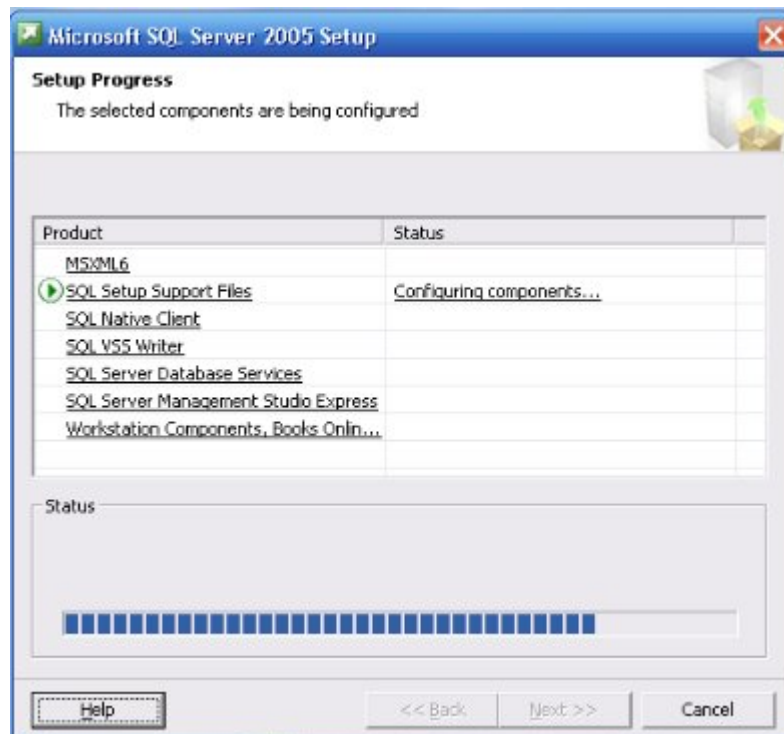 Microsoft SQL Server 2005 Setup
Setup Progress
The selected components are being configured
Product Status
MSXML6
SQL Setup Support Files Configuring components...
SQL Native Client
SQL VSS Writer
SQL Server Database Services
SQL Server Management Studio Express
Workstation Components, Books Onlin...
Status
Help << Back Next >> Cancel